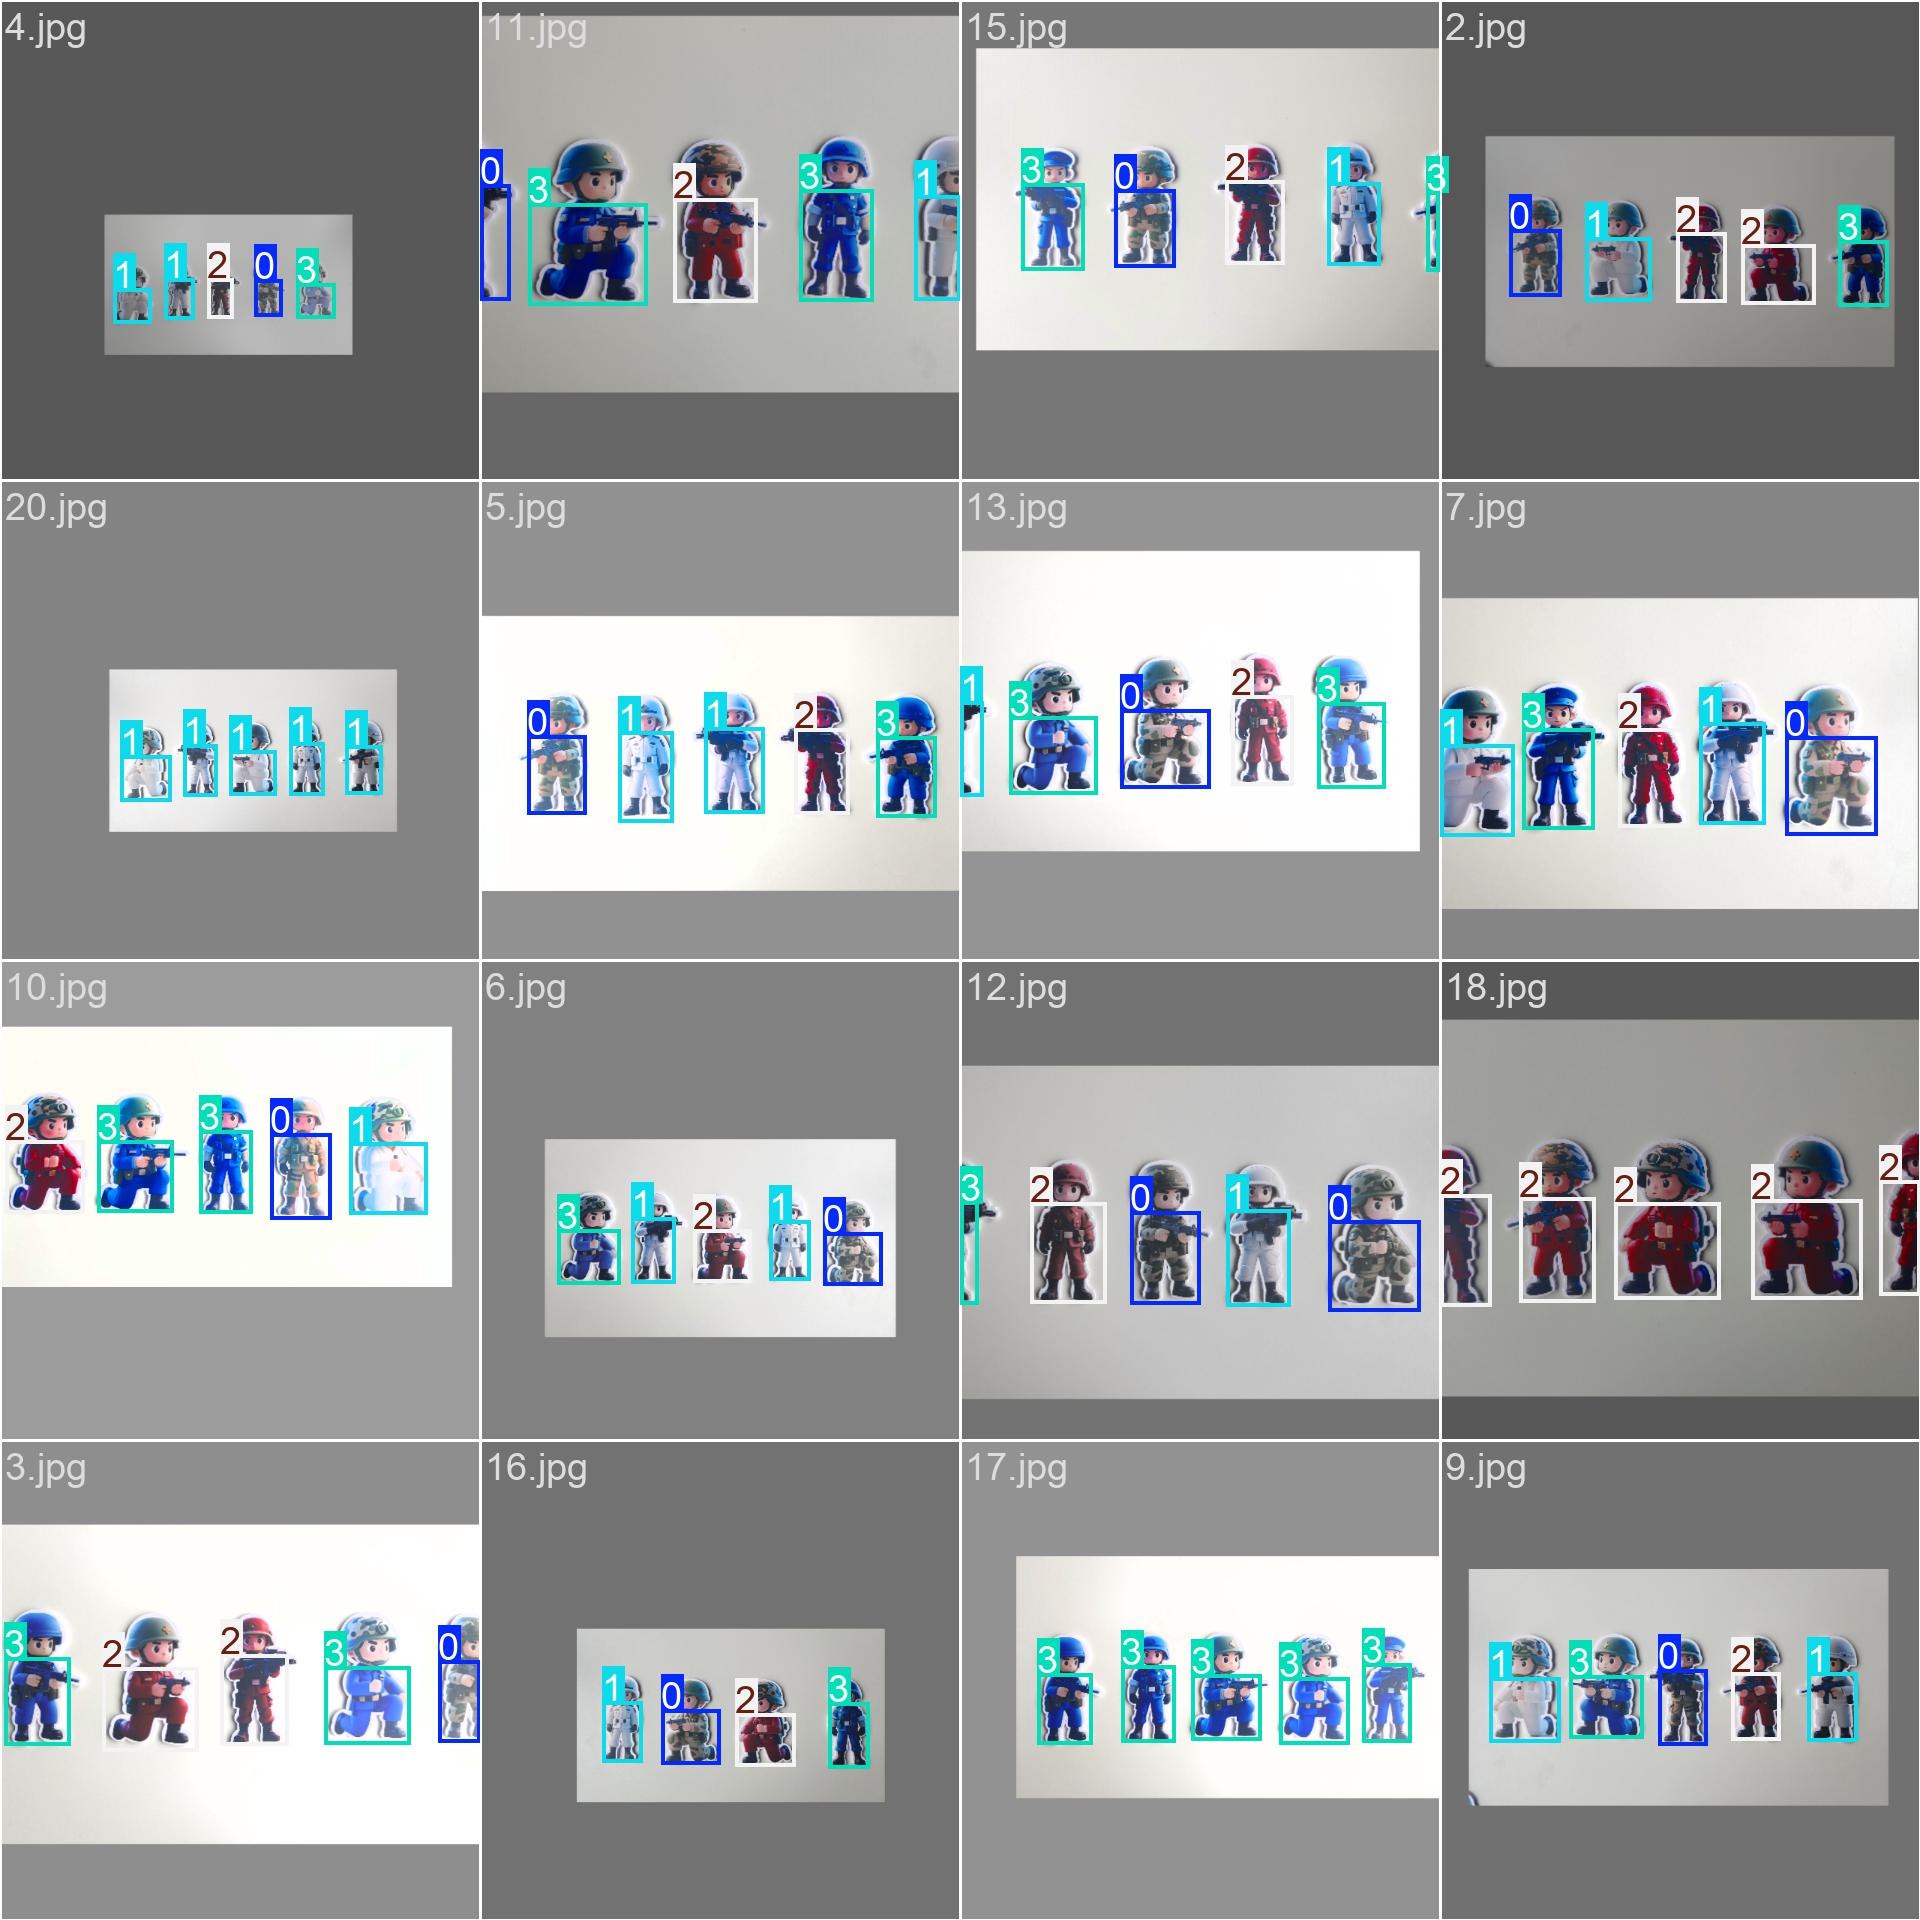 4.jpg
11.jpg
15.jpg
2.jpg
1 1 2 0 3
0 3 2 3 1
3 0 2 1 3
0 1 2 2 3
20.jpg
5.jpg
13.jpg
7.jpg
1 1 1 1 1
0 1 1 2 3
1 3 0 2 3
1 3 2 1 0
10.jpg
6.jpg
12.jpg
18.jpg
2 3 3 0 1
3 1 2 1 0
3 2 0 1 0
2 2 2 2 2
3.jpg
16.jpg
17.jpg
9.jpg
3 2 2 3 0
1 0 2 3
3 3 3 3 3
1 3 0 2 1